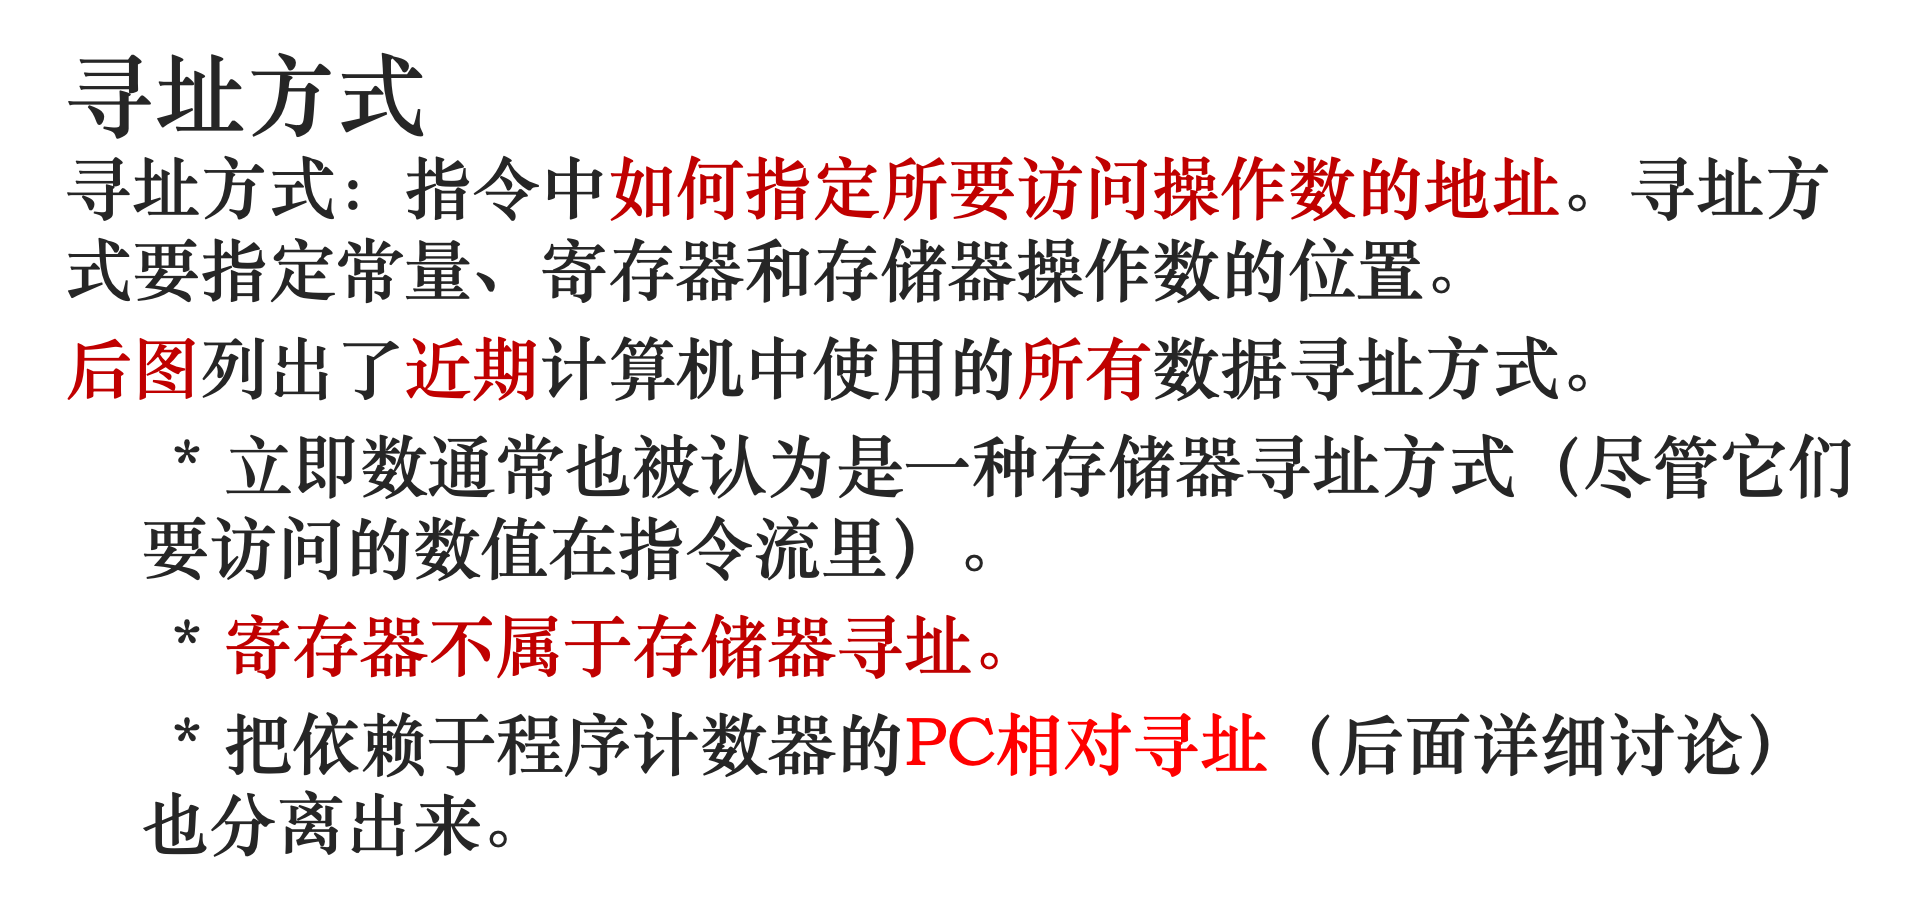 寻址方式
寻址方式：指令中如何指定所要访问操作数的地址。寻址方
式要指定常量、寄存器和存储器操作数的位置。
后图列出了近期计算机中使用的所有数据寻址方式。
* 立即数通常也被认为是一种存储器寻址方式（尽管它们
要访问的数值在指令流里）。
* 寄存器不属于存储器寻址。
* 把依赖于程序计数器的PC相对寻址（后面详细讨论）
也分离出来。